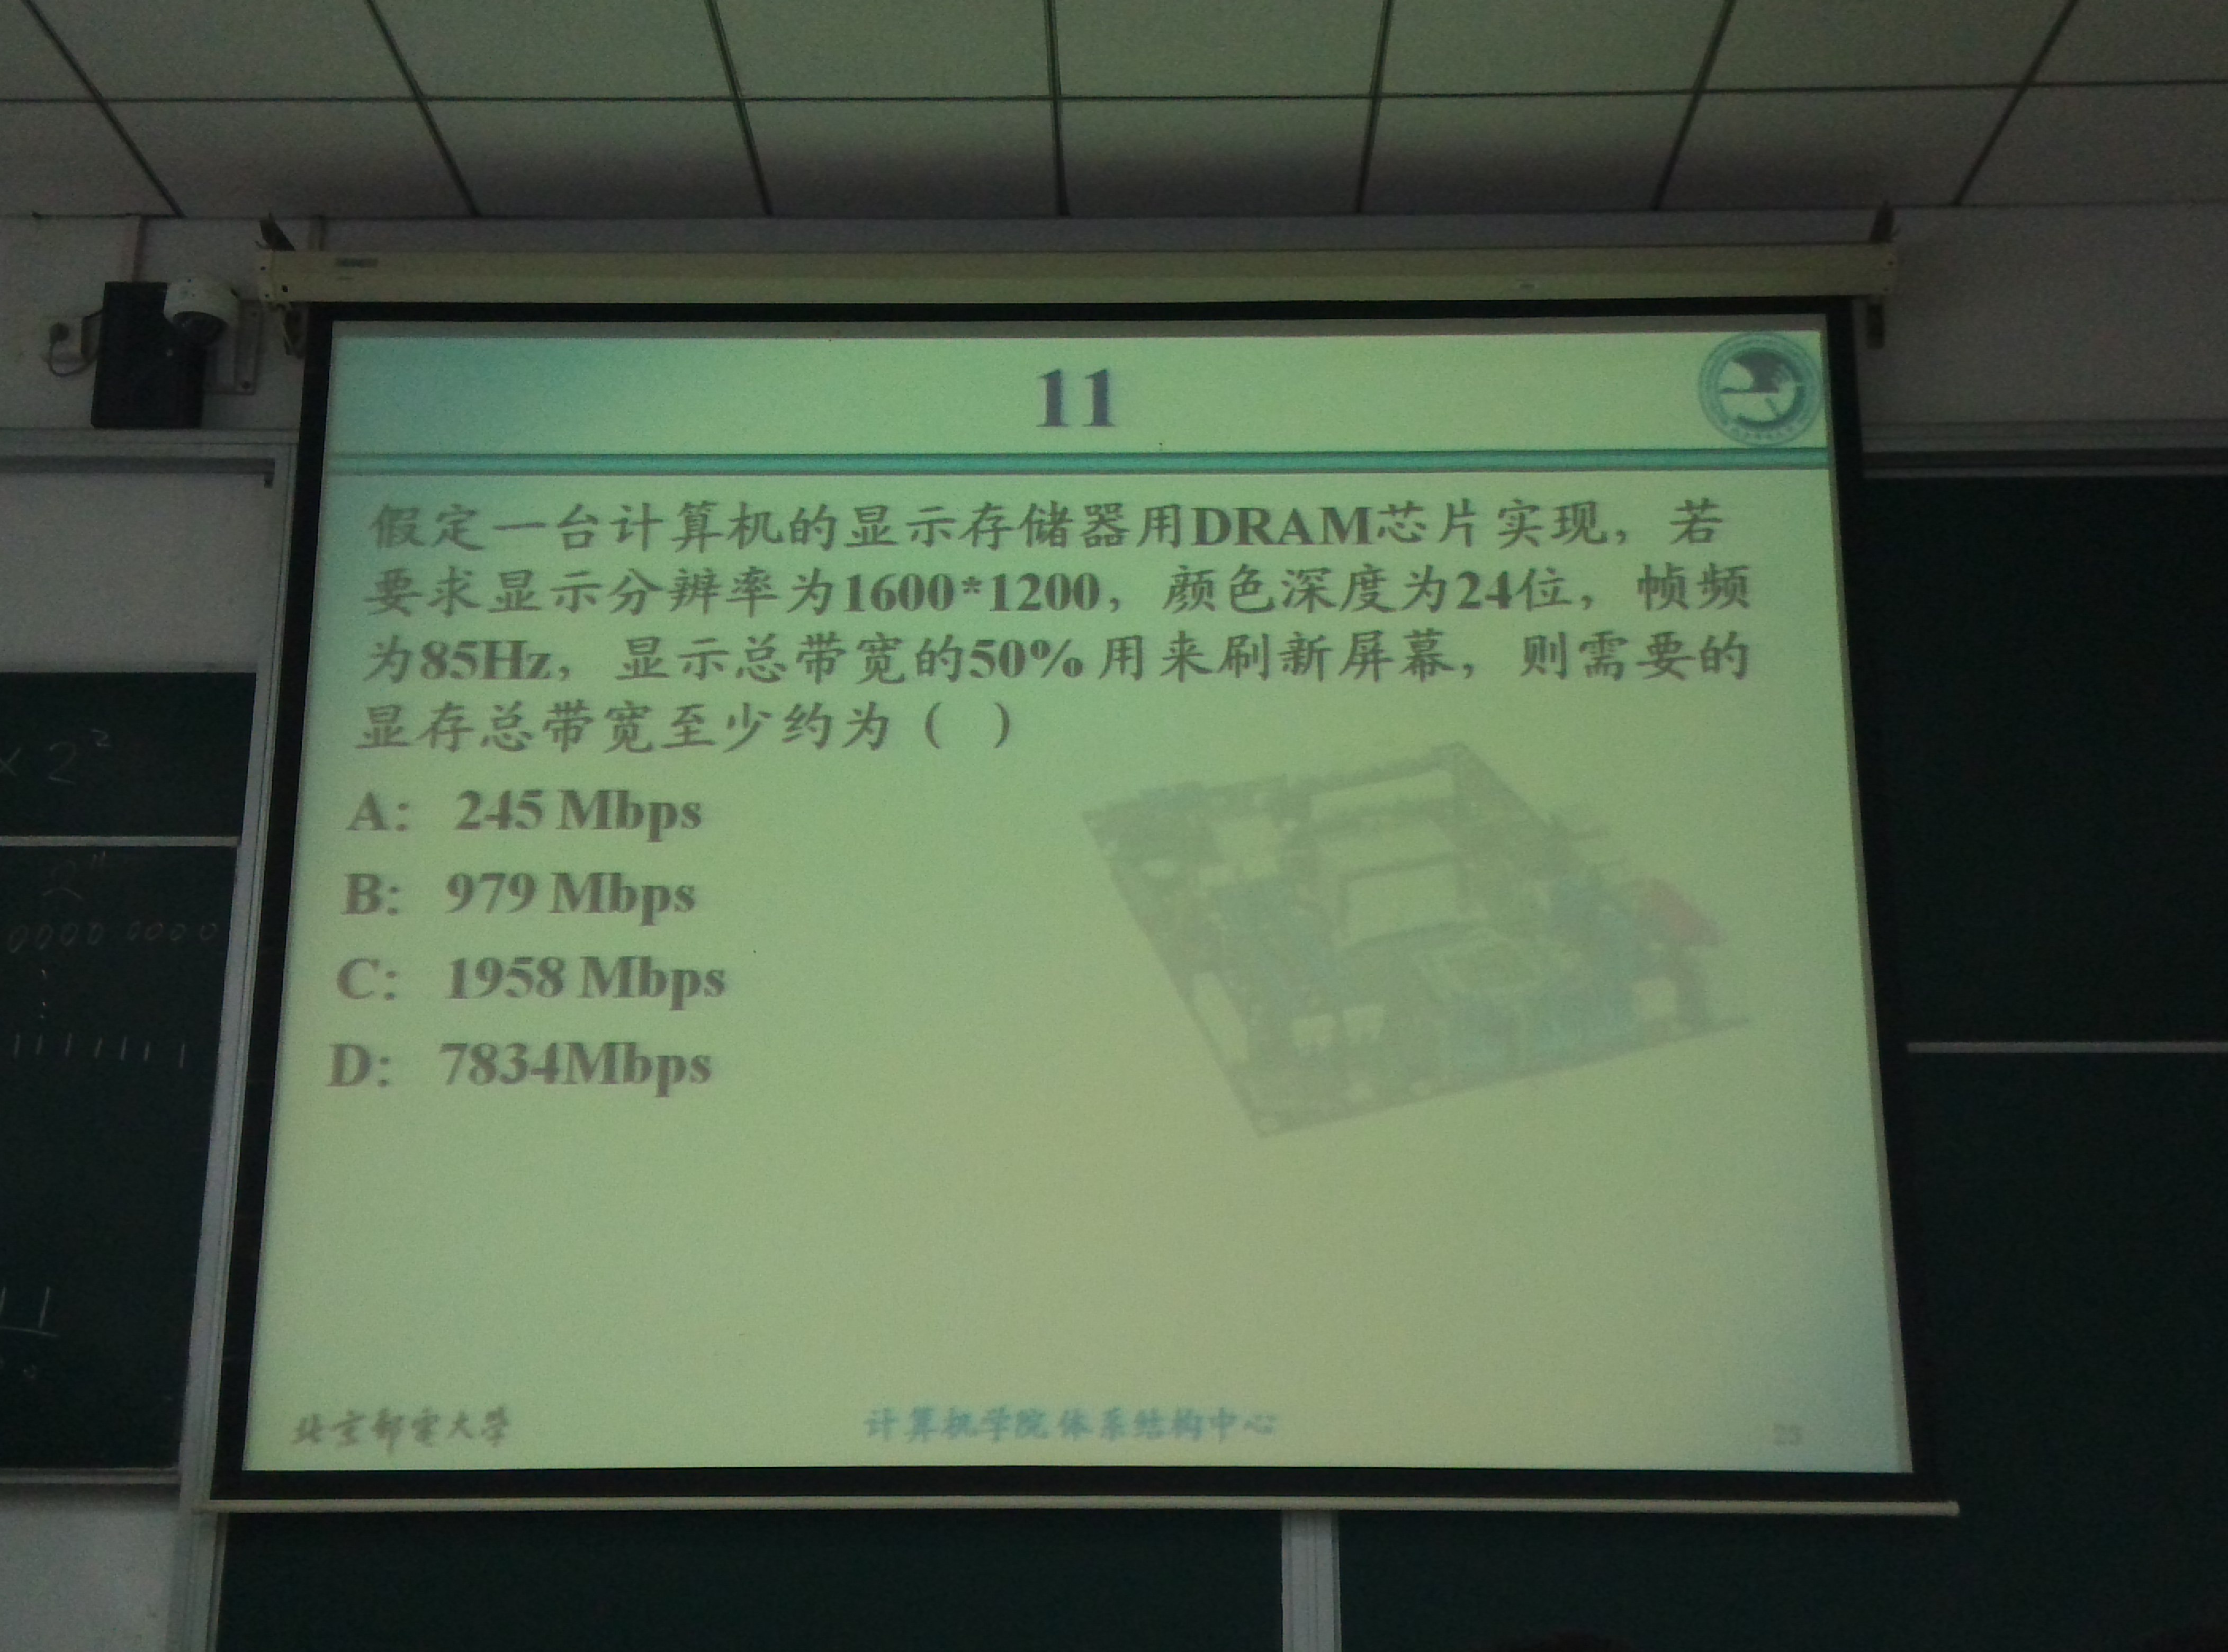 11
假定一台计算机的显示存储器用DRAM芯片实现，若
要求显示分辨率为1600*1200，颜色深度为24位，帧频
为85Hz，显示总带宽的50%用来刷新屏幕，则需要的
显存总带宽至少约为（ ）
A： 245 Mbps
B： 979 Mbps
C： 1958 Mbps
D： 7834Mbps
北京邮电大学
计算机学院体系结构中心
× 2²
0000 0000
1111111
11